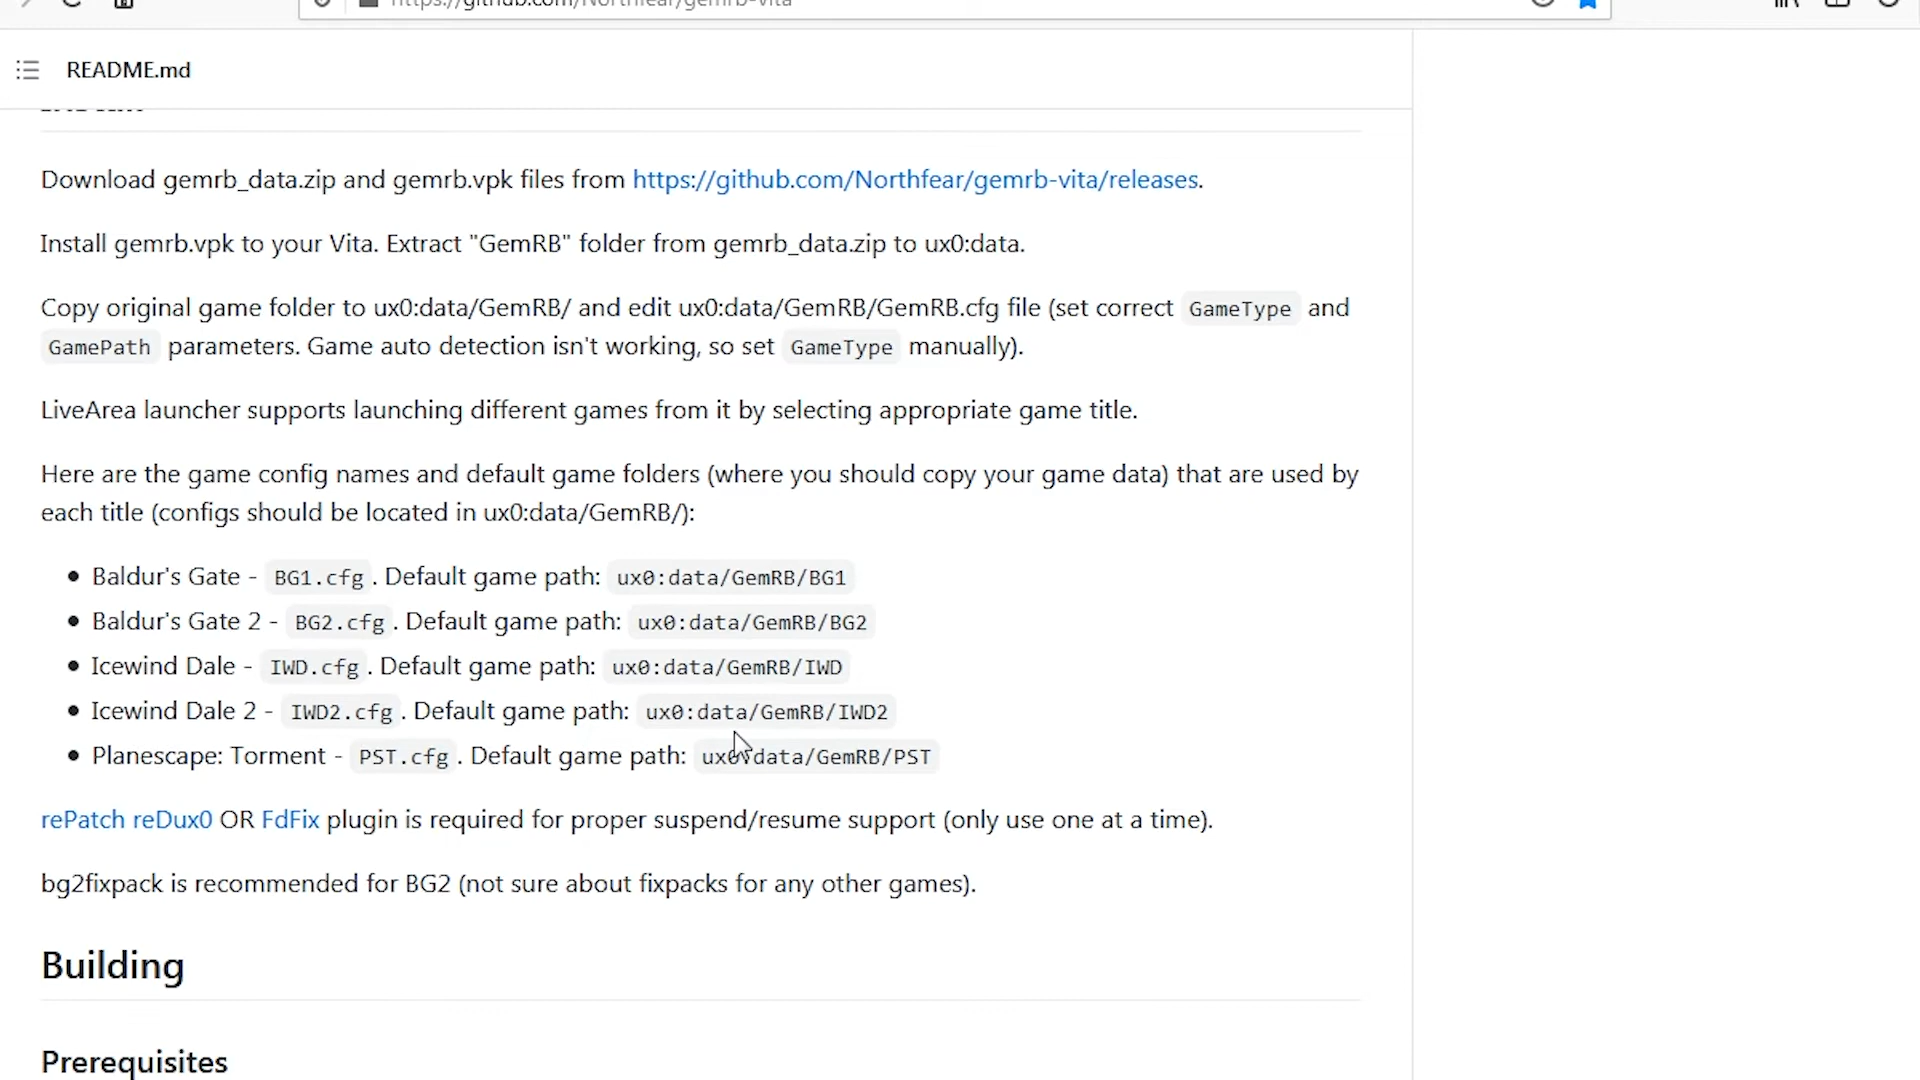 https://github.com/Northfear/gemrb-vita
README.md
Download gemrb_data.zip and gemrb.vpk files from https://github.com/Northfear/gemrb-vita/releases.
Install gemrb.vpk to your Vita. Extract "GemRB" folder from gemrb_data.zip to ux0:data.
Copy original game folder to ux0:data/GemRB/ and edit ux0:data/GemRB/GemRB.cfg file (set correct GameType and
GamePath parameters. Game auto detection isn't working, so set GameType manually).
LiveArea launcher supports launching different games from it by selecting appropriate game title.
Here are the game config names and default game folders (where you should copy your game data) that are used by
each title (configs should be located in ux0:data/GemRB/):
• Baldur's Gate - BG1.cfg. Default game path: ux0:data/GemRB/BG1
• Baldur's Gate 2 - BG2.cfg. Default game path: ux0:data/GemRB/BG2
• Icewind Dale - IWD.cfg. Default game path: ux0:data/GemRB/IWD
• Icewind Dale 2 - IWD2.cfg. Default game path: ux0:data/GemRB/IWD2
• Planescape: Torment - PST.cfg. Default game path: ux0:data/GemRB/PST
rePatch reDux0 OR FdFix plugin is required for proper suspend/resume support (only use one at a time).
bg2fixpack is recommended for BG2 (not sure about fixpacks for any other games).
Building
Prerequisites